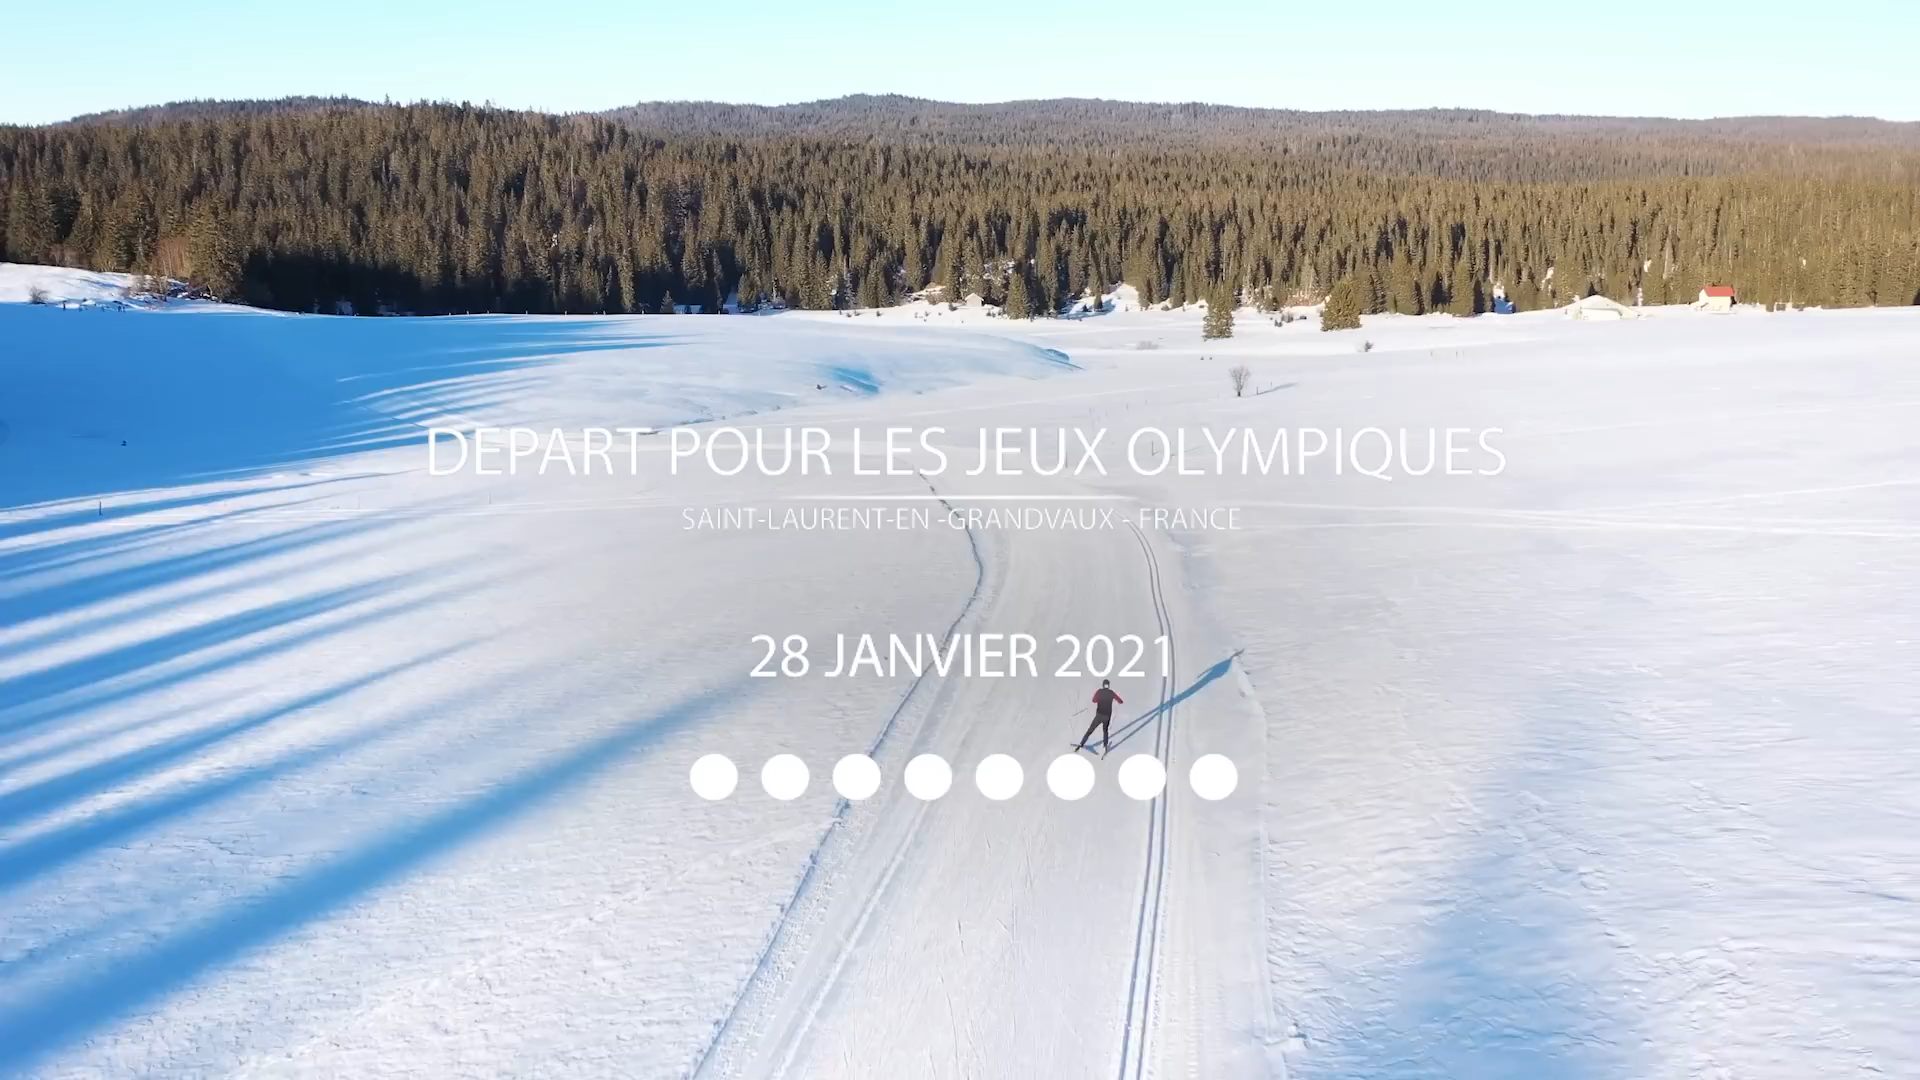 DEPART POUR LES JEUX OLYMPIQUES
SAINT-LAURENT-EN -GRANDVAUX - FRANCE
28 JANVIER 2021